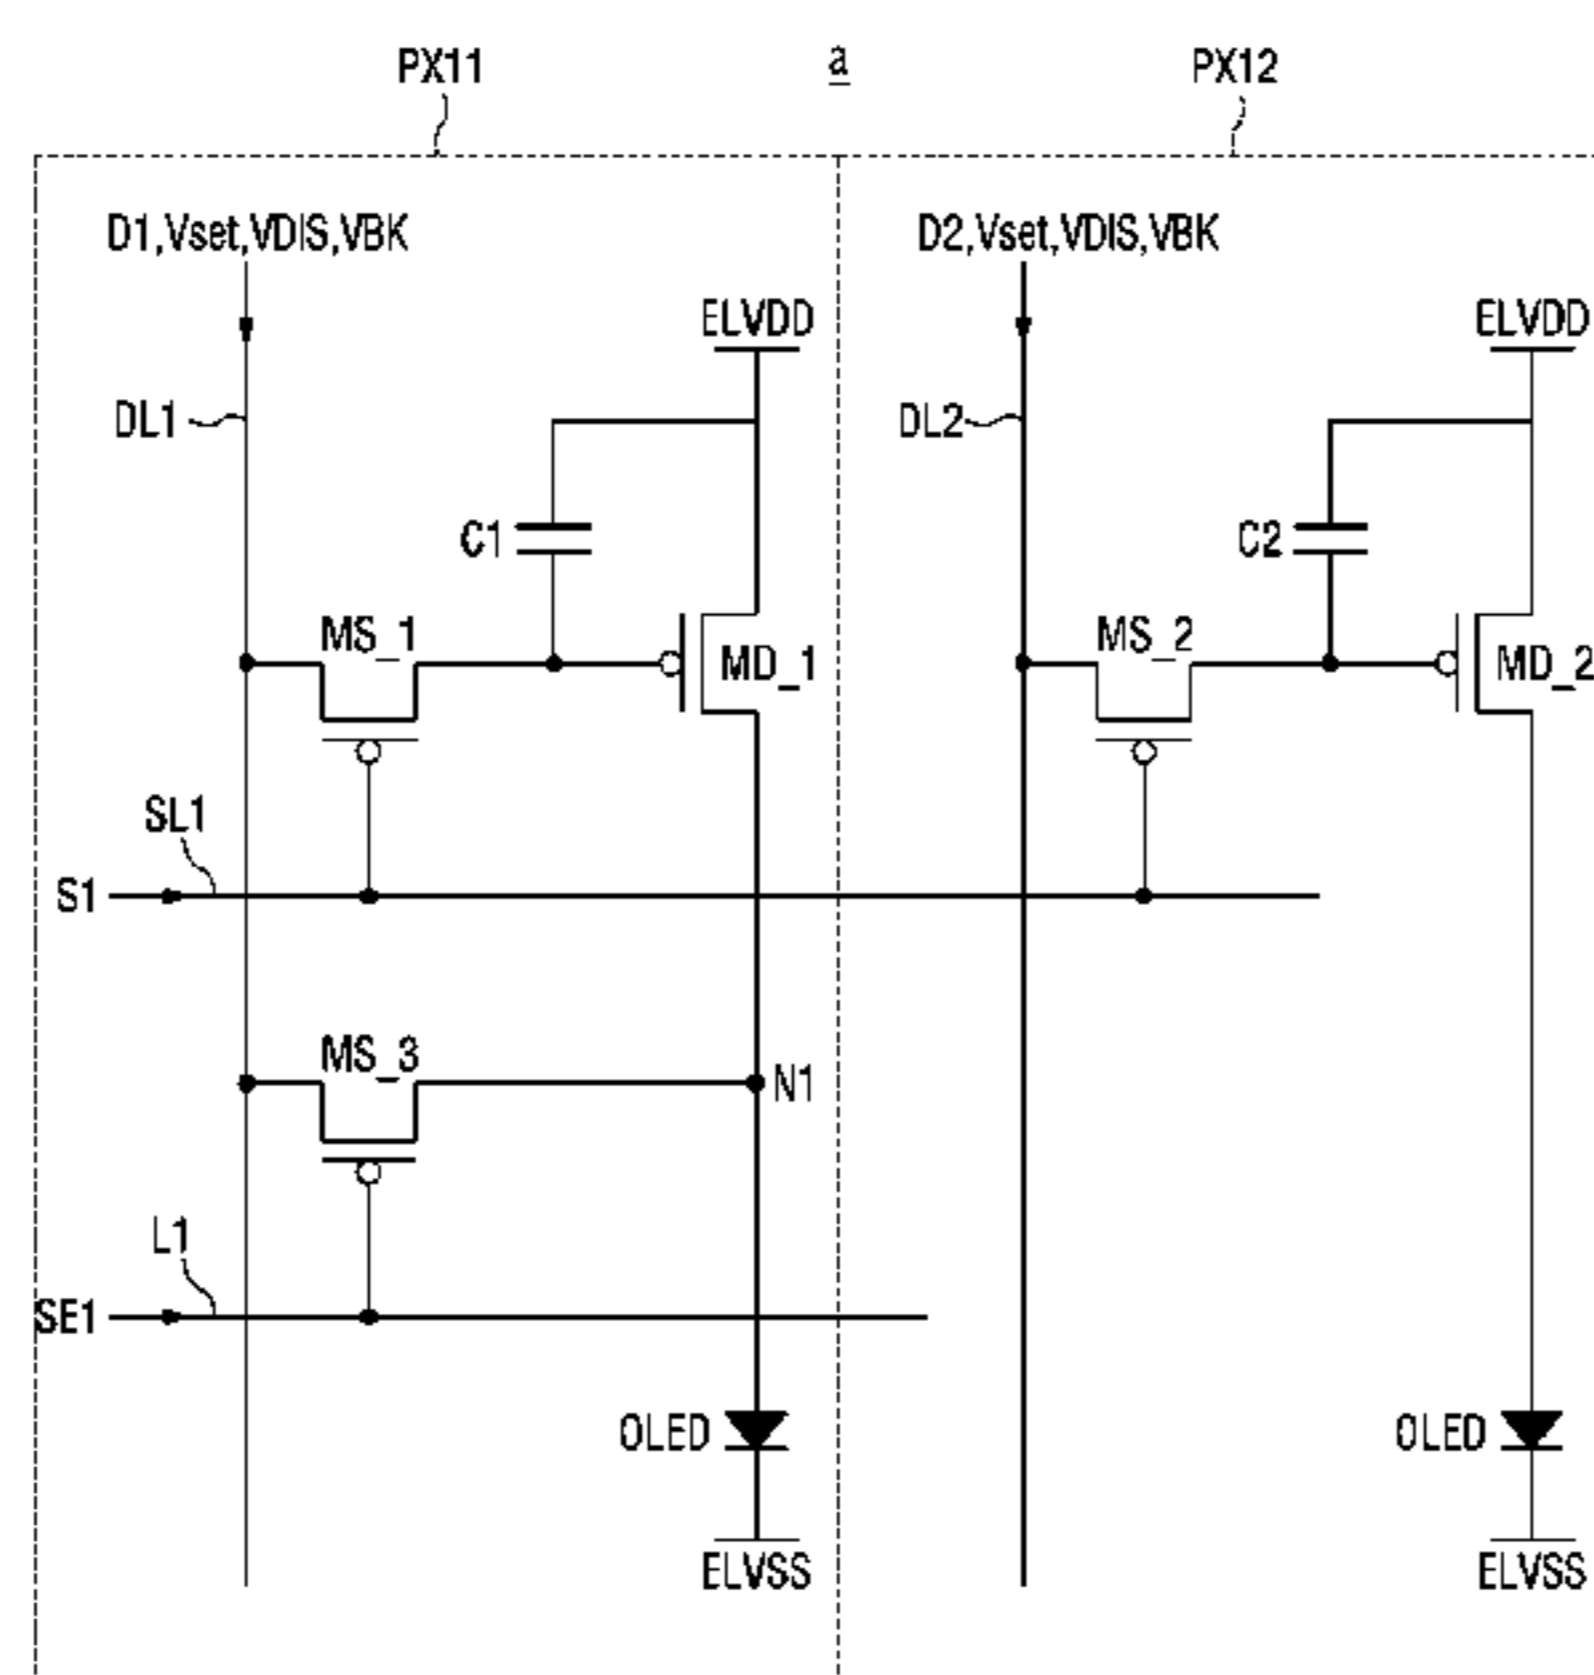 PX11
a
PX12
D1,Vset,VDIS,VBK
D2,Vset,VDIS,VBK
ELVDD
ELVDD
DL1
DL2
C1
C2
MS_1
MD_1
MS_2
MD_2
SL1
S1
MS_3
N1
L1
SE1
OLED
OLED
ELVSS
ELVSS